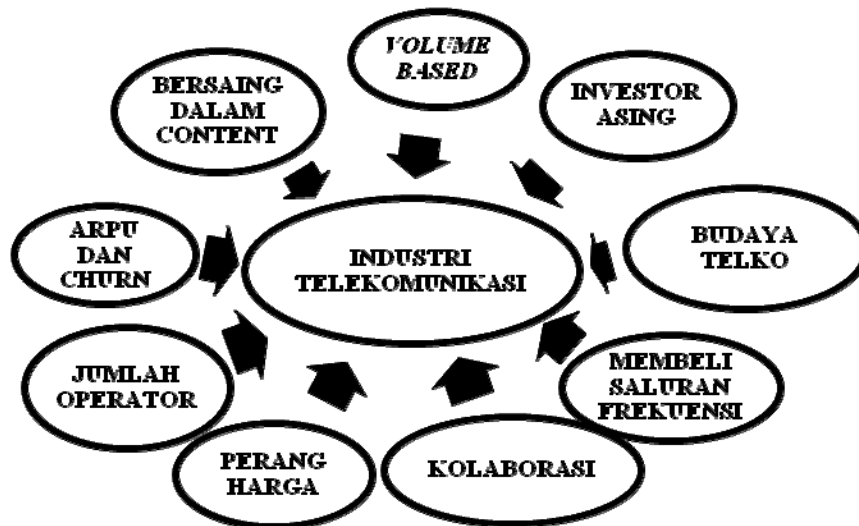 VOLUME
BASED
BERSAING
DALAM
CONTENT
INVESTOR
ASING
ARPU
DAN
CHURN
INDUSTRI
TELEKOMUNIKASI
BUDAYA
TELKO
JUMLAH
OPERATOR
MEMBELI
SALURAN
FREKUENSI
PERANG
HARGA
KOLABORASI